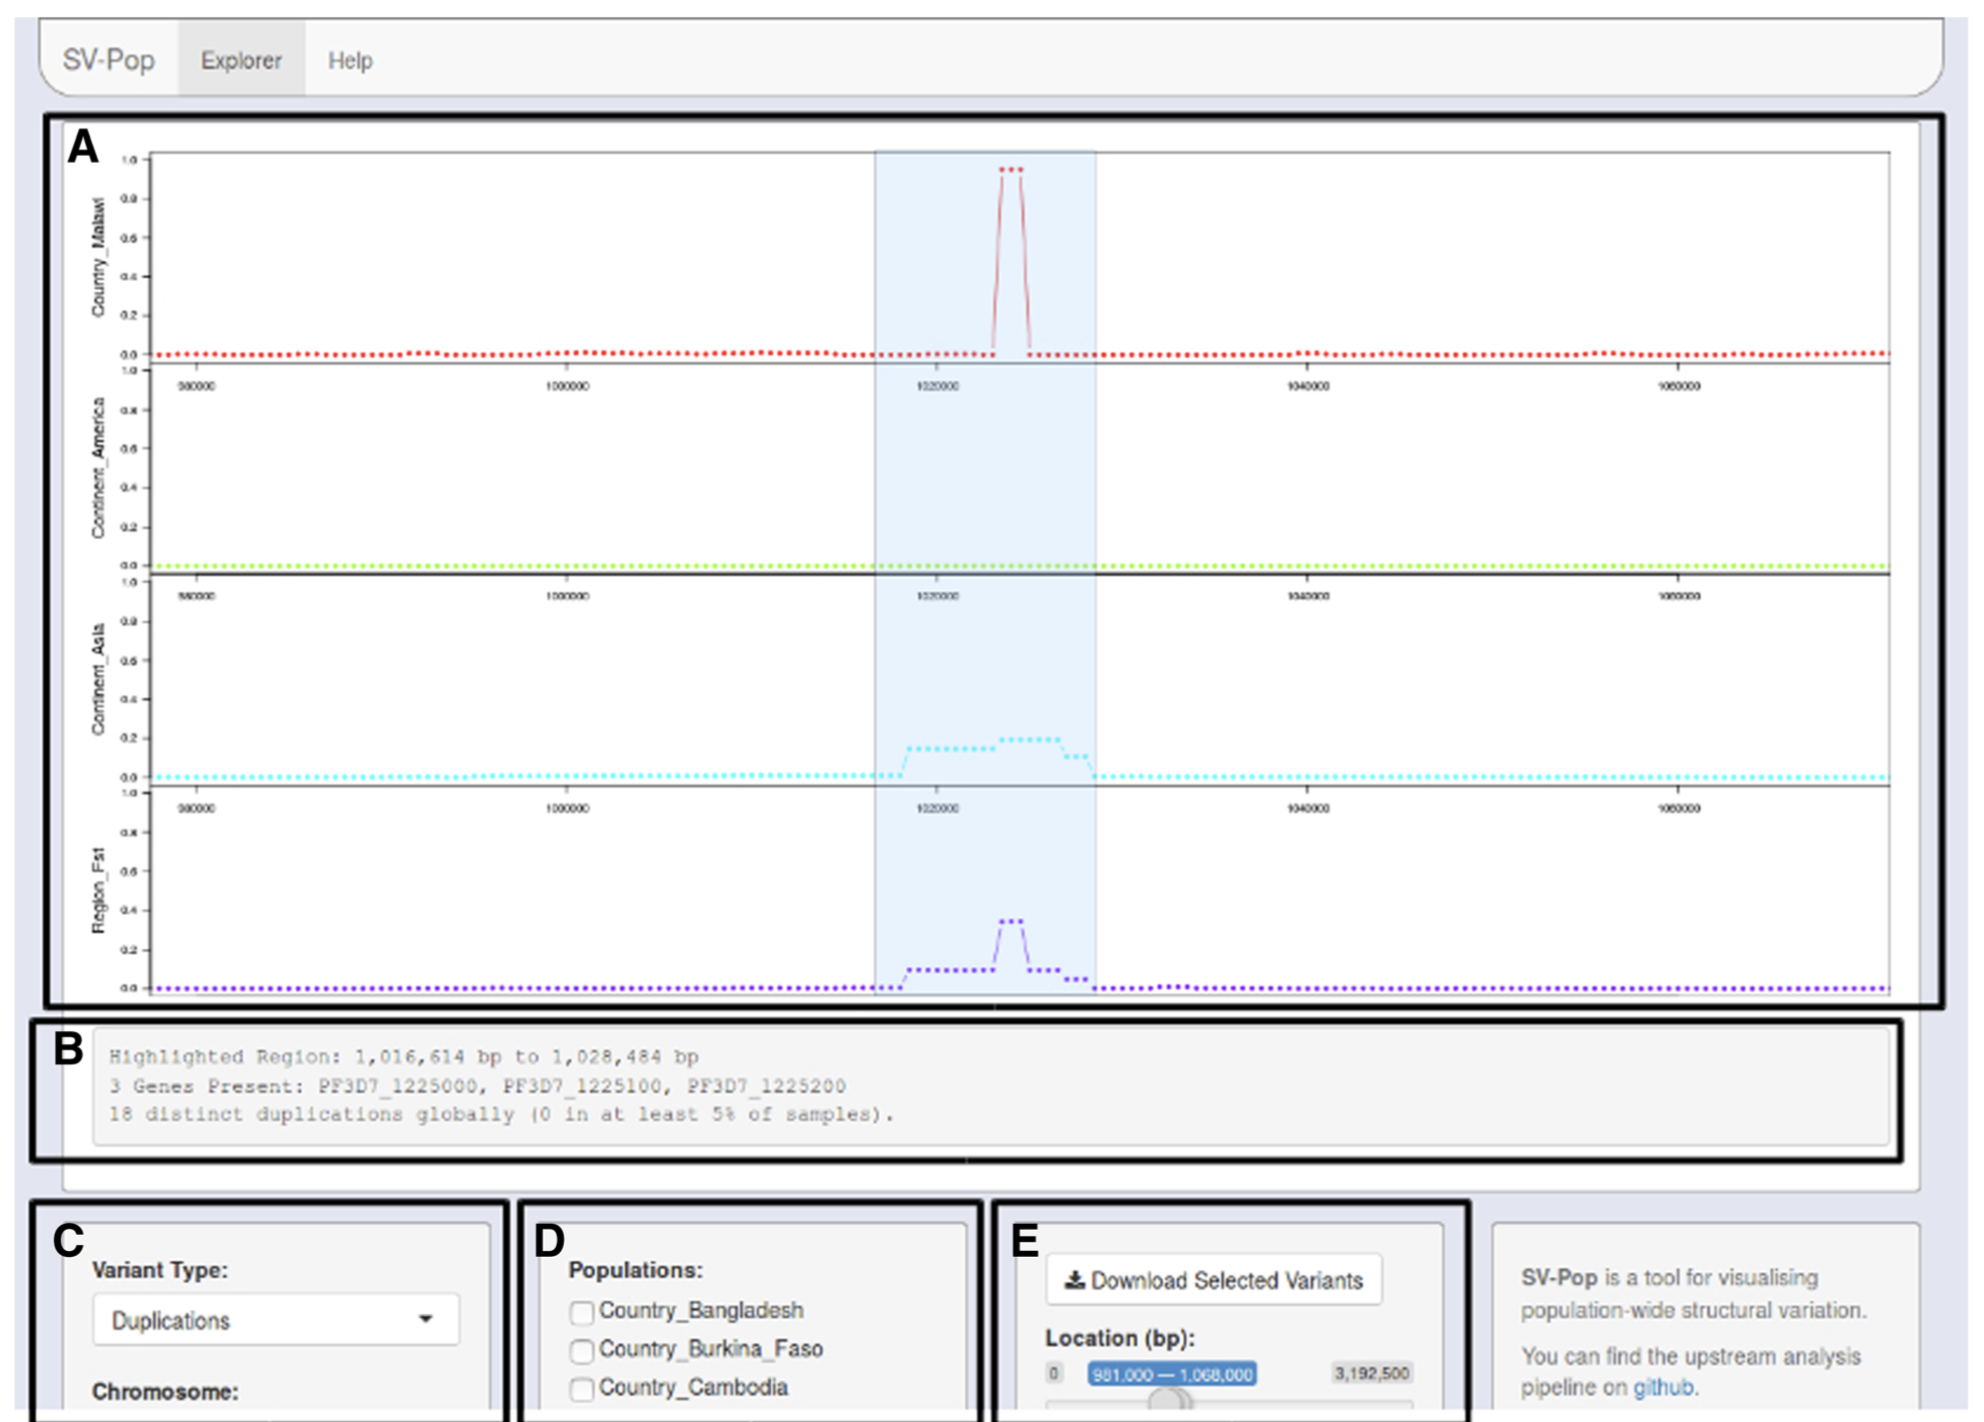 SV-Pop Explorer Help
A
1.0
0.8
0.6
0.4
0.2
0.0
Country_Malawi
980000 1000000 1020000 1040000 1060000
1.0
0.8
0.6
0.4
0.2
0.0
Continent_America
980000 1000000 1020000 1040000 1060000
1.0
0.8
0.6
0.4
0.2
0.0
Continent_Asia
980000 1000000 1020000 1040000 1060000
1.0
0.8
0.6
0.4
0.2
0.0
Region_Fst
B
Highlighted Region: 1,016,614 bp to 1,028,484 bp
3 Genes Present: PF3D7_1225000, PF3D7_1225100, PF3D7_1225200
18 distinct duplications globally (0 in at least 5% of samples).
C
Variant Type:
Duplications
Chromosome:
D
Populations:
Country_Bangladesh
Country_Burkina_Faso
Country_Cambodia
E
Download Selected Variants
Location (bp):
0 981,000 — 1,068,000 3,192,500
SV-Pop is a tool for visualising
population-wide structural variation.
You can find the upstream analysis
pipeline on github.